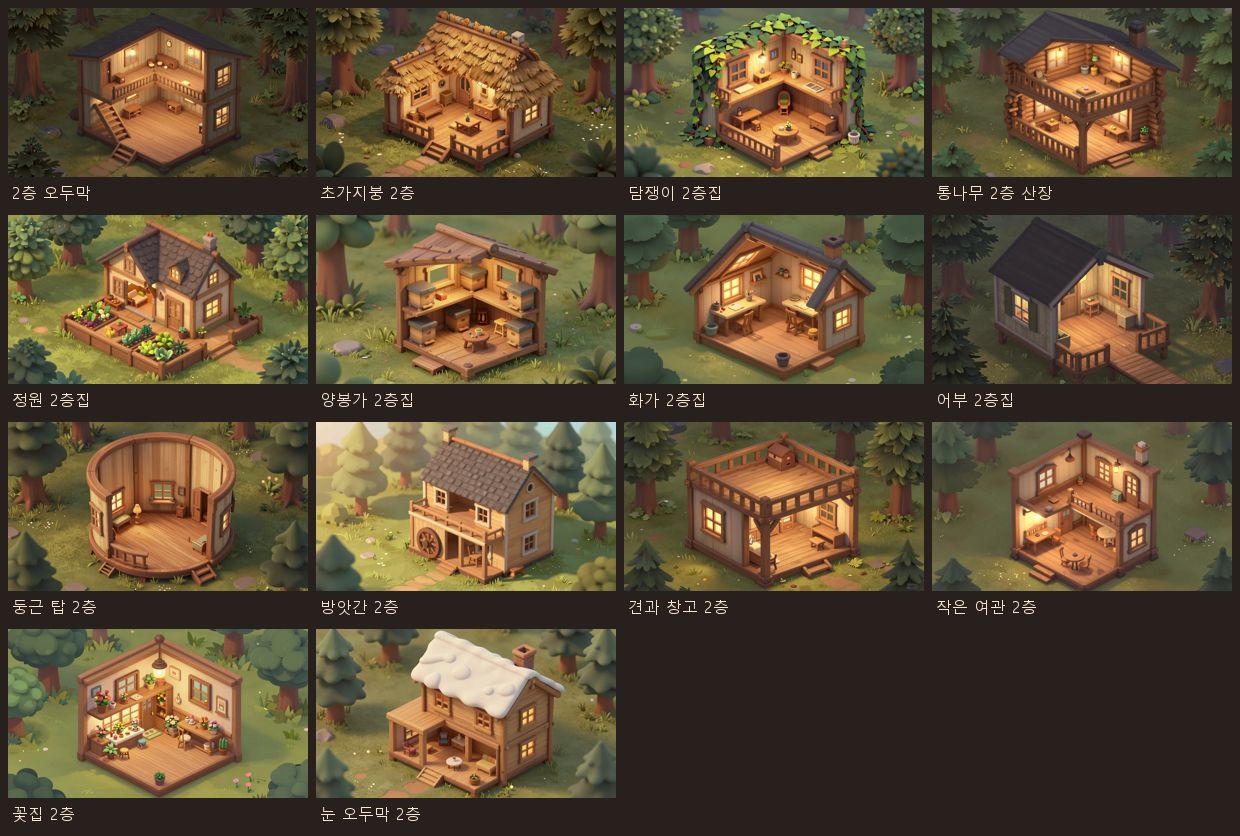 2층 오두막
초가지붕 2층
담쟁이 2층집
통나무 2층 산장
정원 2층집
양봉가 2층집
화가 2층집
어부 2층집
둥근 탑 2층
방앗간 2층
견과 창고 2층
작은 여관 2층
꽃집 2층
눈 오두막 2층